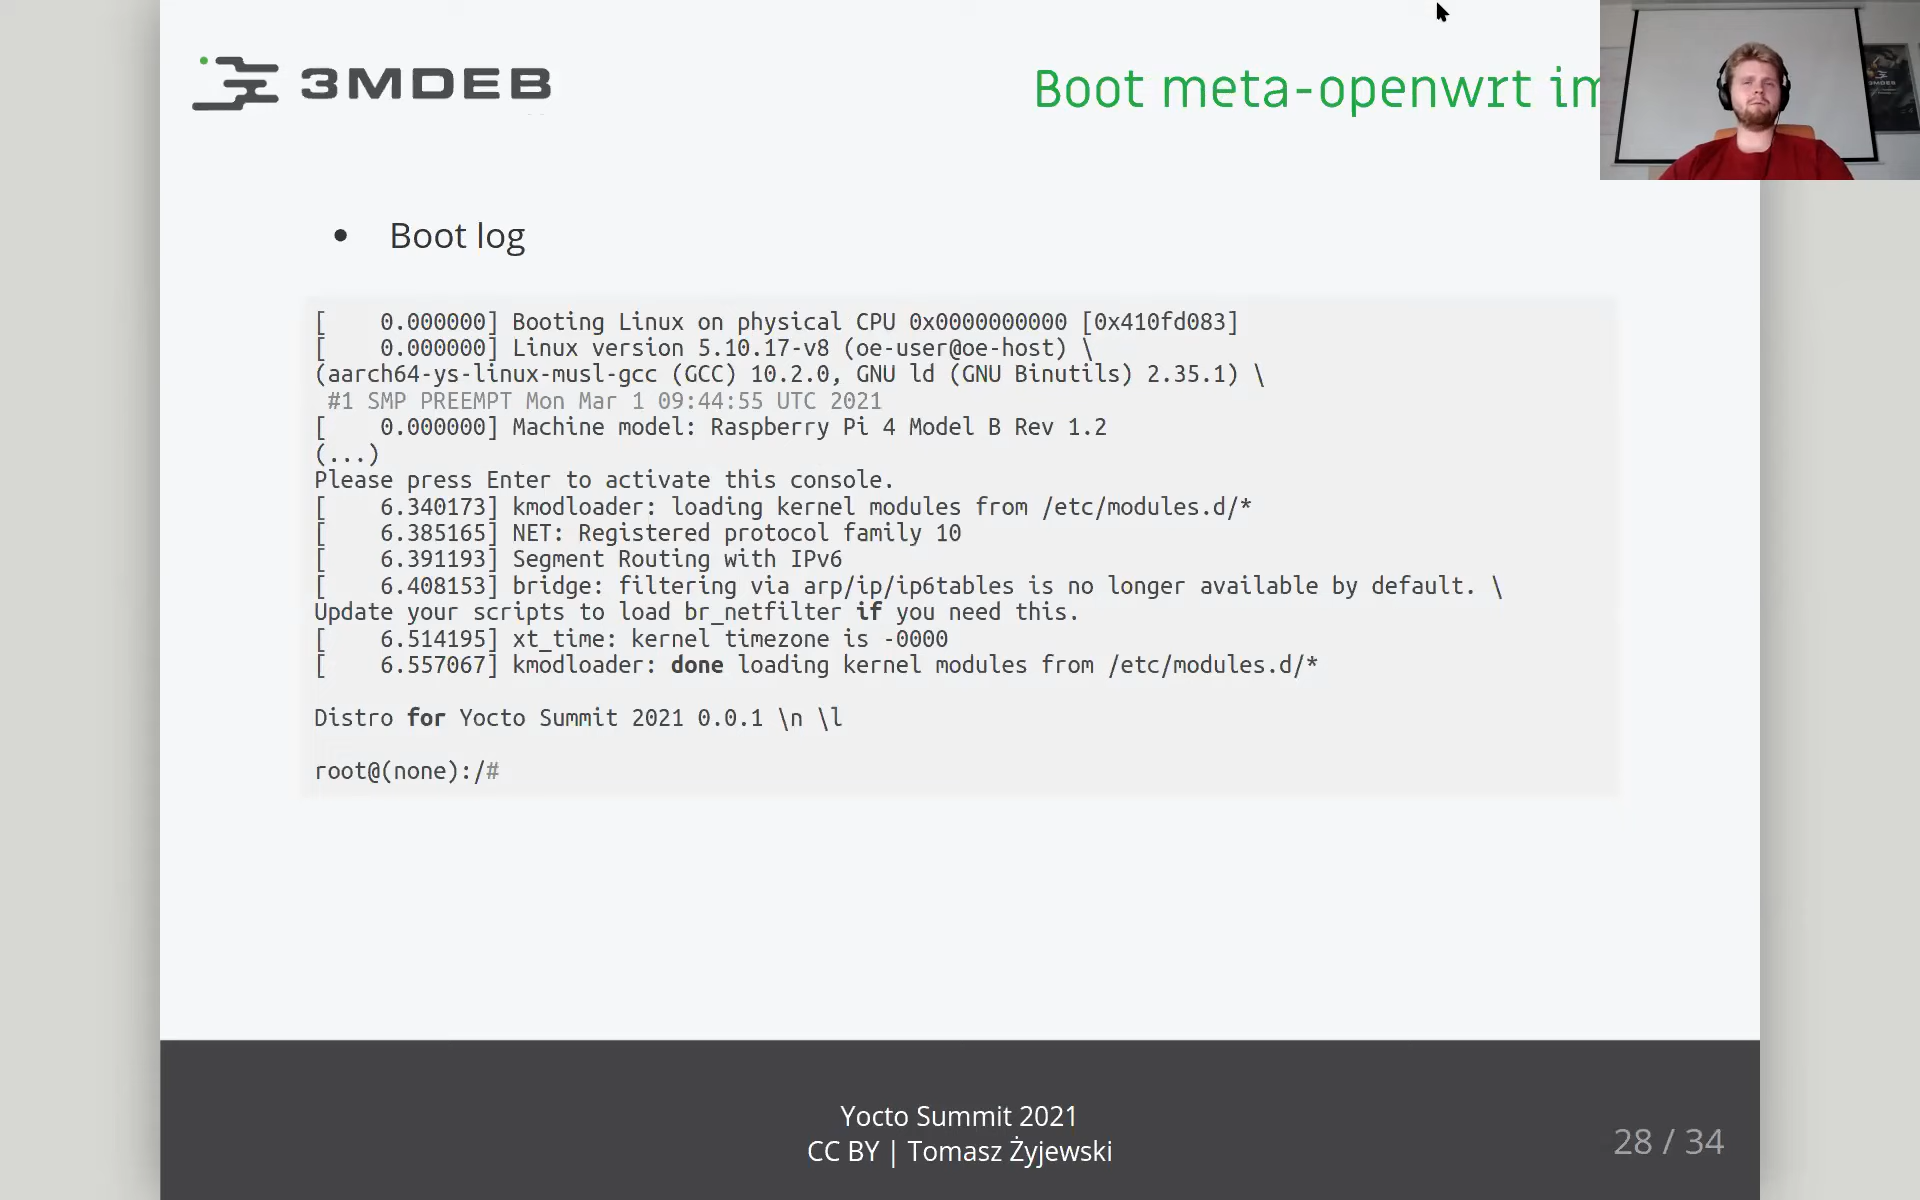 3MDEB
Boot meta-openwrt im
• Boot log
[    0.000000] Booting Linux on physical CPU 0x0000000000 [0x410fd083]
[    0.000000] Linux version 5.10.17-v8 (oe-user@oe-host) \
(aarch64-ys-linux-musl-gcc (GCC) 10.2.0, GNU ld (GNU Binutils) 2.35.1) \
 #1 SMP PREEMPT Mon Mar 1 09:44:55 UTC 2021
[    0.000000] Machine model: Raspberry Pi 4 Model B Rev 1.2
(...)
Please press Enter to activate this console.
[    6.340173] kmodloader: loading kernel modules from /etc/modules.d/*
[    6.385165] NET: Registered protocol family 10
[    6.391193] Segment Routing with IPv6
[    6.408153] bridge: filtering via arp/ip/ip6tables is no longer available by default. \
Update your scripts to load br_netfilter if you need this.
[    6.514195] xt_time: kernel timezone is -0000
[    6.557067] kmodloader: done loading kernel modules from /etc/modules.d/*
Distro for Yocto Summit 2021 0.0.1 \n \l
root@(none):/#
Yocto Summit 2021
CC BY | Tomasz Żyjewski
28 / 34